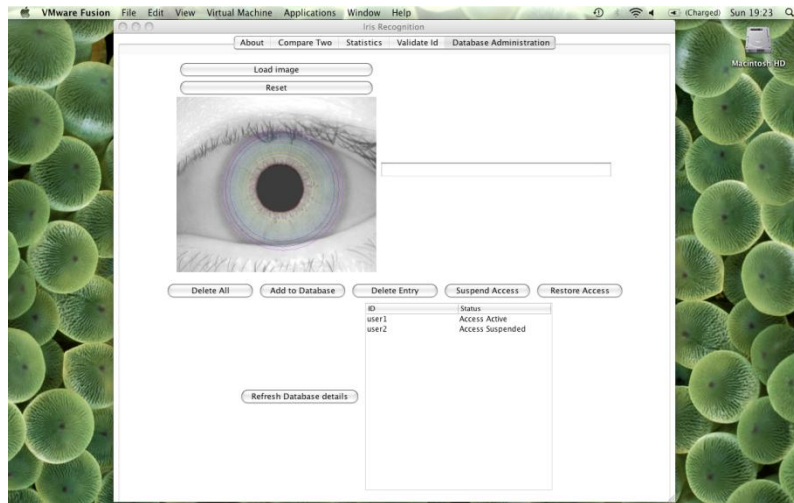 VMware Fusion File Edit View Virtual Machine Applications Window Help (Charged) Sun 19:23
Iris Recognition
Macintosh HD
About Compare Two Statistics Validate Id Database Administration
Load image
Reset
Delete All Add to Database Delete Entry Suspend Access Restore Access
ID Status
user1 Access Active
user2 Access Suspended
Refresh Database details